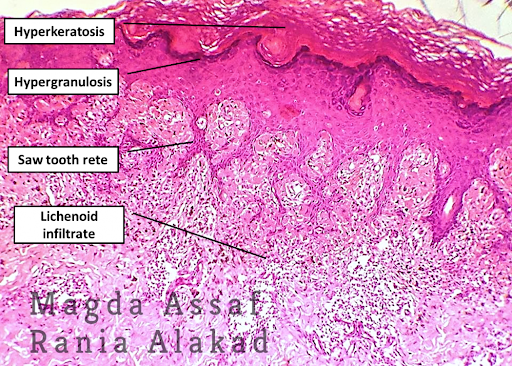 Hyperkeratosis
Hypergranulosis
Saw tooth rete
Lichenoid
infiltrate
Magda Assaf
Rania Alakad